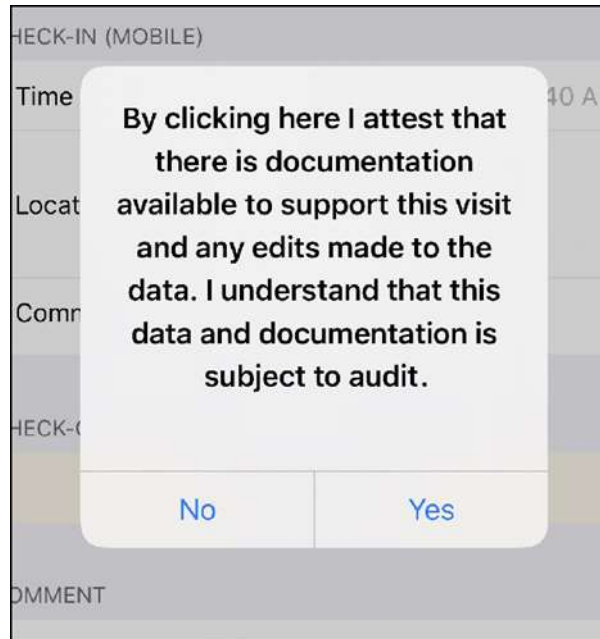 HECK-IN (MOBILE)
Time
40 A
By clicking here I attest that
there is documentation
available to support this visit
and any edits made to the
data. I understand that this
data and documentation is
subject to audit.
Locat
Comm
HECK-
No
Yes
OMMENT